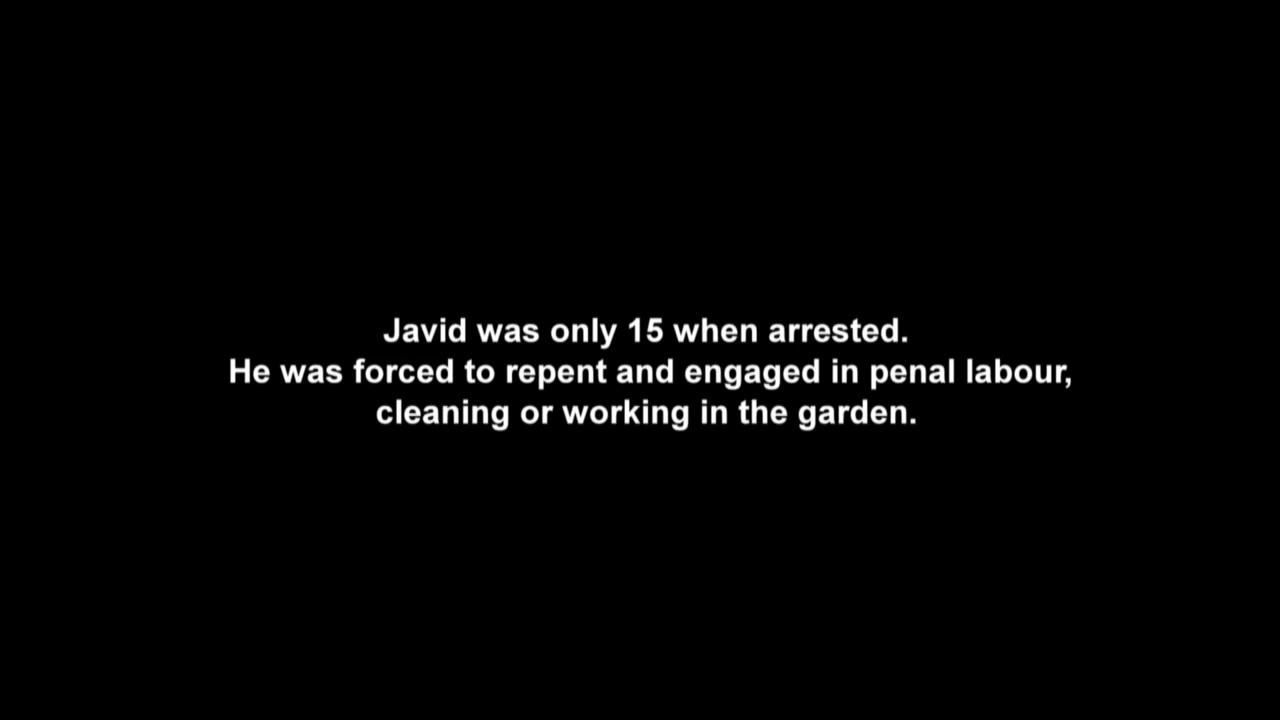 Javid was only 15 when arrested.
He was forced to repent and engaged in penal labour,
cleaning or working in the garden.